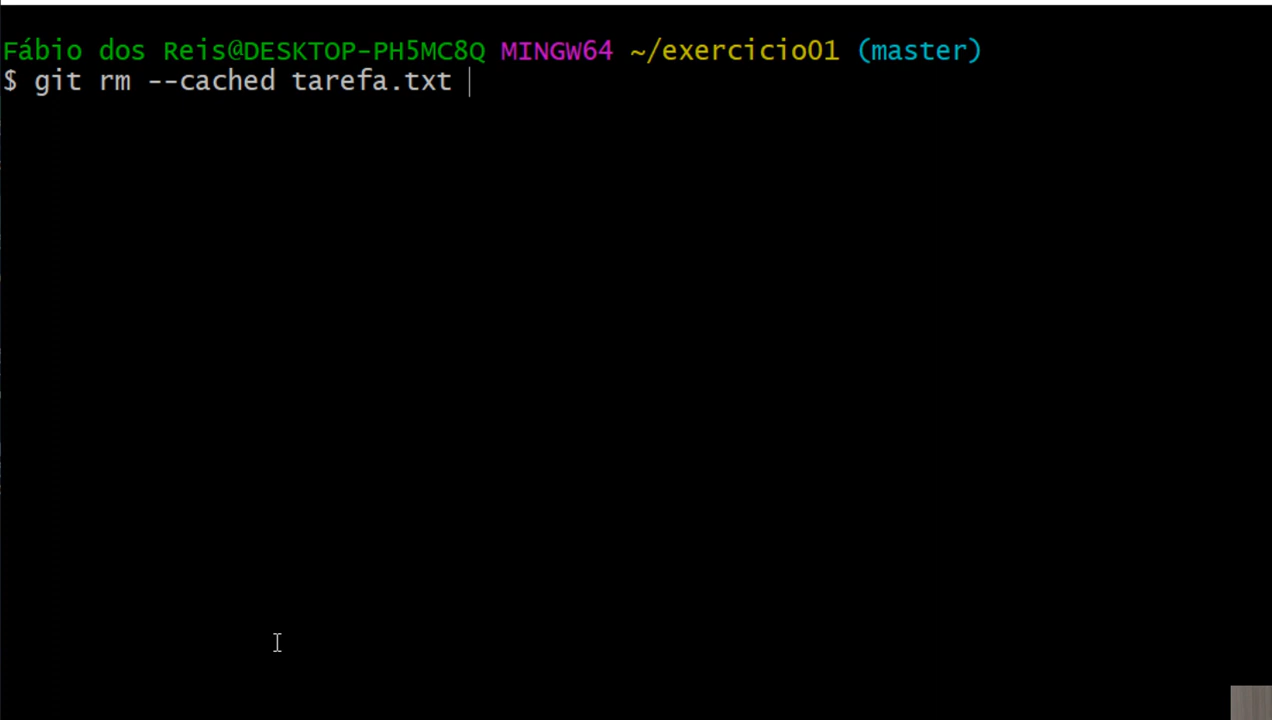 Fábio dos Reis@DESKTOP-PH5MC8Q MINGW64 ~/exercicio01 (master)
$ git rm --cached tarefa.txt